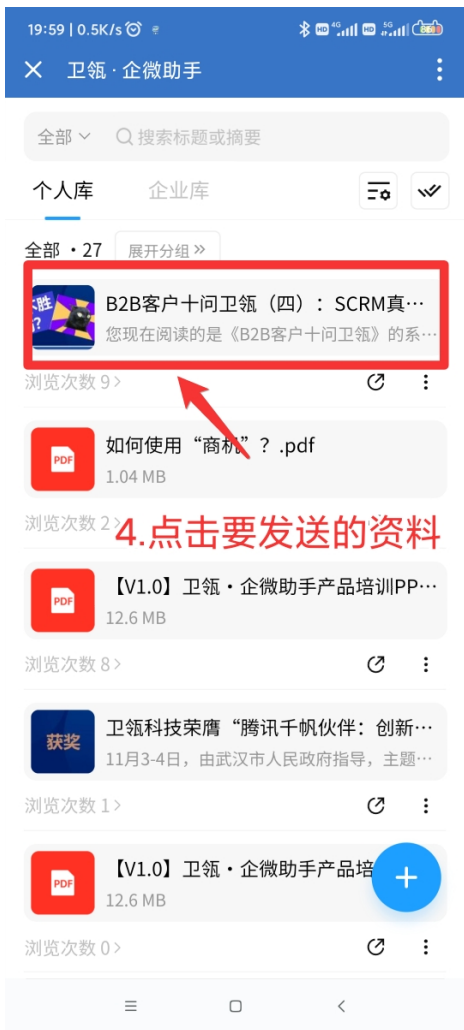 19:59 | 0.5K/s
HD 4G HD 5G
卫瓴 · 企微助手
全部 搜索标题或摘要
个人库 企业库
全部 · 27 展开分组
B2B客户十问卫瓴（四）：SCRM真…
您现在阅读的是《B2B客户十问卫瓴》的系…
浏览次数 9
PDF
如何使用“商机”？.pdf
1.04 MB
浏览次数 2
4.点击要发送的资料
PDF
【V1.0】卫瓴·企微助手产品培训PP…
12.6 MB
浏览次数 8
获奖
卫瓴科技荣膺“腾讯千帆伙伴：创新…
11月3-4日，由武汉市人民政府指导，主题…
浏览次数 1
PDF
【V1.0】卫瓴·企微助手产品培
12.6 MB
浏览次数 0